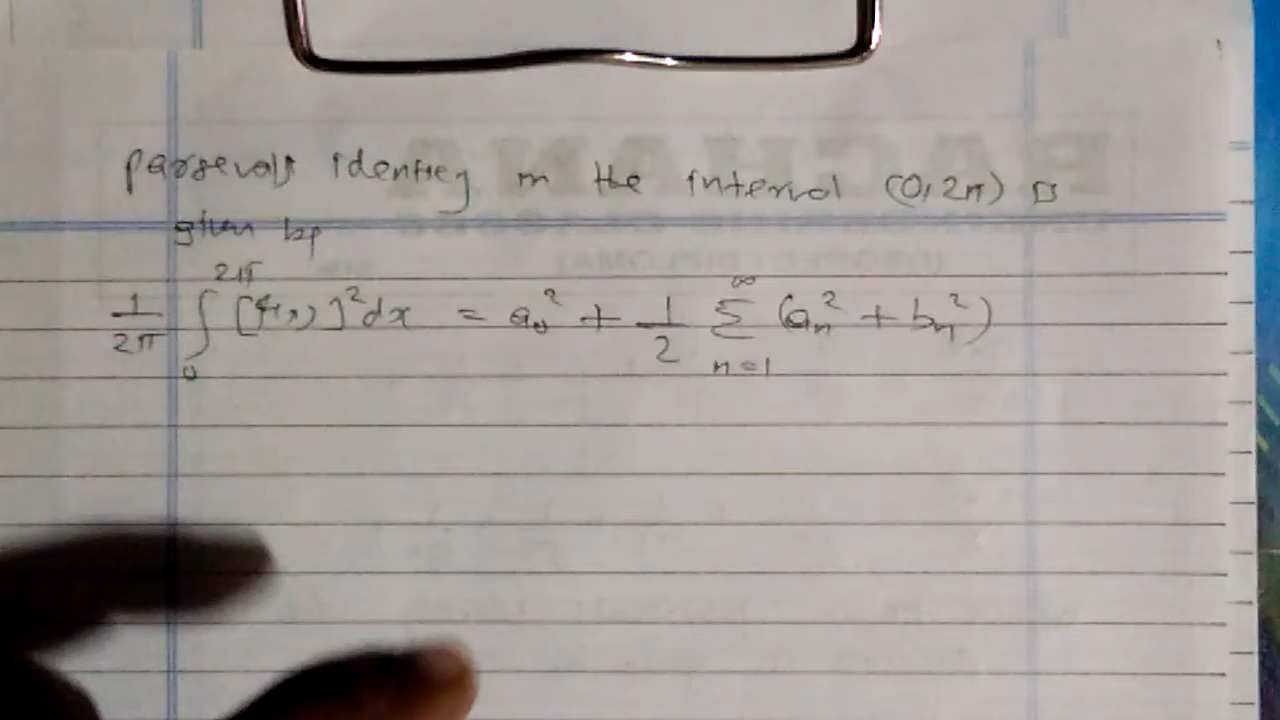 Parsevals identity in the interval (0, 2π) is
given by
1/2π ∫₀^2π [f(x)]² dx = a₀² + 1/2 Σ_{n=1}^∞ (aₙ² + bₙ²)